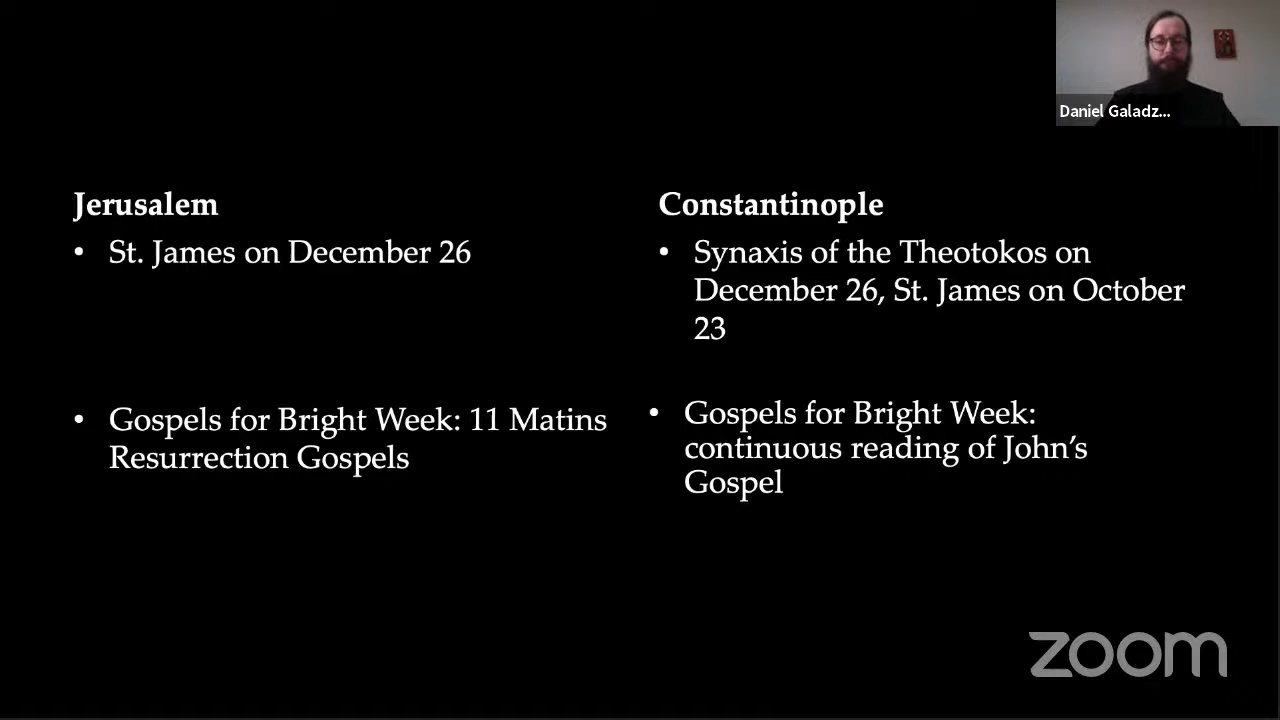 Daniel Galadz...
Jerusalem
• St. James on December 26
• Gospels for Bright Week: 11 Matins
Resurrection Gospels
Constantinople
• Synaxis of the Theotokos on
December 26, St. James on October
23
• Gospels for Bright Week:
continuous reading of John’s
Gospel
zoom